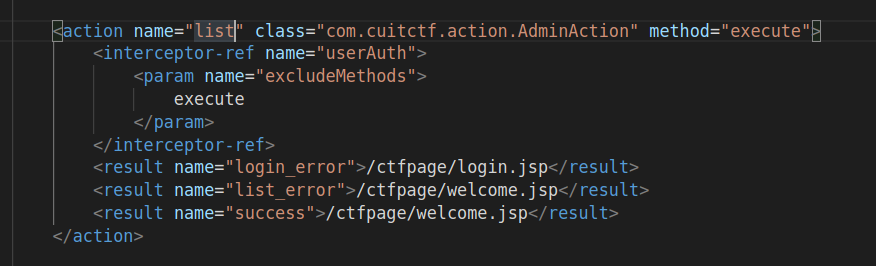 <action name="list" class="com.cuitctf.action.AdminAction" method="execute">
<interceptor-ref name="userAuth">
<param name="excludeMethods">
execute
</param>
</interceptor-ref>
<result name="login_error">/ctfpage/login.jsp</result>
<result name="list_error">/ctfpage/welcome.jsp</result>
<result name="success">/ctfpage/welcome.jsp</result>
</action>